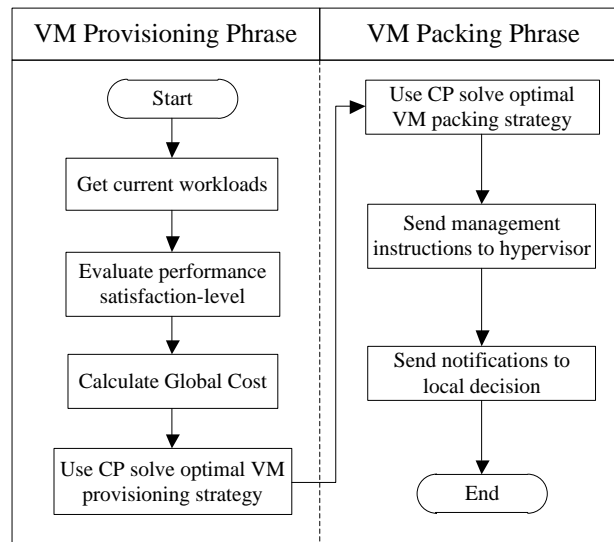 VM Provisioning Phrase
VM Packing Phrase
Start
Get current workloads
Evaluate performance
satisfaction-level
Calculate Global Cost
Use CP solve optimal VM
provisioning strategy
Use CP solve optimal
VM packing strategy
Send management
instructions to hypervisor
Send notifications to
local decision
End